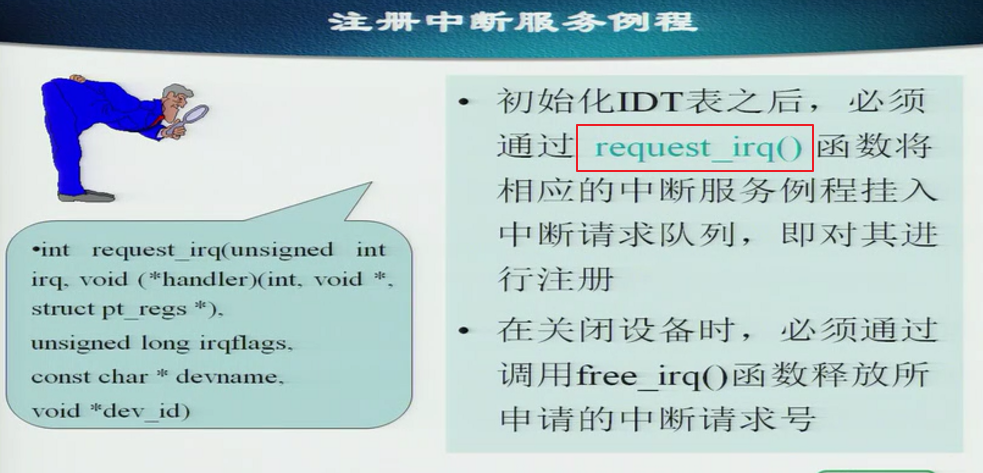 注册中断服务例程
•int request_irq(unsigned int
irq, void (*handler)(int, void *,
struct pt_regs *),
unsigned long irqflags,
const char * devname,
void *dev_id)
• 初始化IDT表之后，必须
通过 request_irq() 函数将
相应的中断服务例程挂入
中断请求队列，即对其进
行注册
• 在关闭设备时，必须通过
调用free_irq()函数释放所
申请的中断请求号